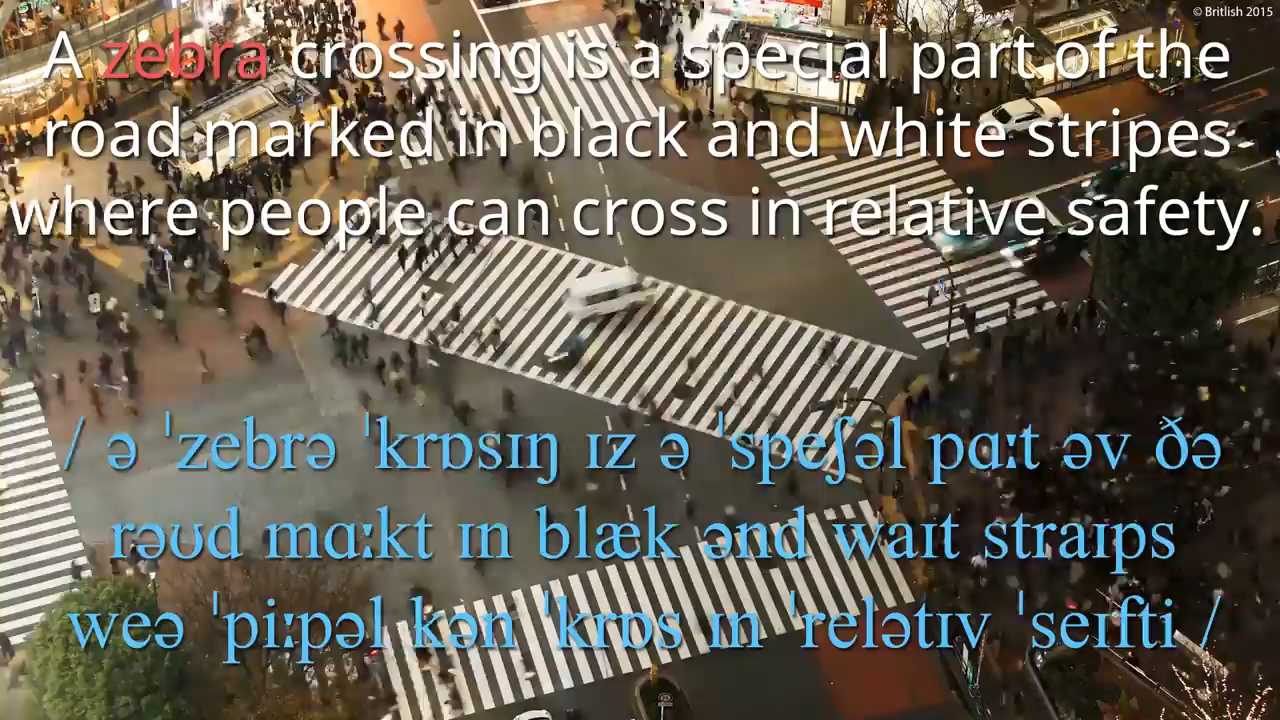 © Britlish 2015
A zebra crossing is a special part of the
road marked in black and white stripes
where people can cross in relative safety.
/ ə ˈzebrə ˈkrɒsɪŋ ɪz ə ˈspeʃəl pɑːt əv ðə
rəʊd mɑːkt ɪn blæk ənd waɪt straɪps
weə ˈpiːpəl kən ˈkrɒs ɪn ˈrelətɪv ˈseɪfti /